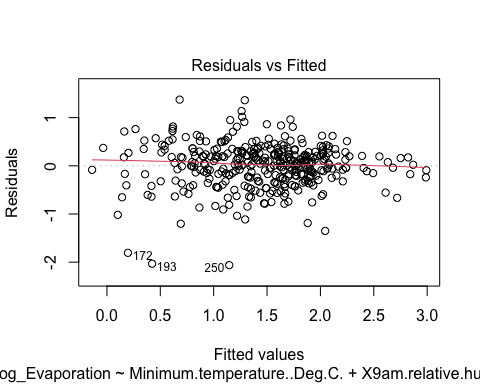 Residuals vs Fitted
Residuals
1
0
-1
-2
172
193
250
0.0 0.5 1.0 1.5 2.0 2.5 3.0
Fitted values
og_Evaporation ~ Minimum.temperature..Deg.C. + X9am.relative.hu